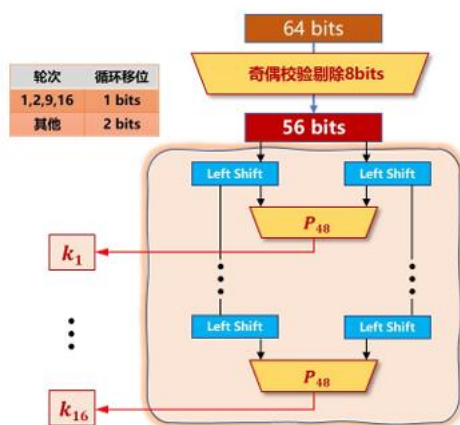 64 bits
奇偶校验剔除8bits
轮次 循环移位
1,2,9,16 1 bits
其他 2 bits
56 bits
Left Shift Left Shift
P48
k1
Left Shift Left Shift
P48
k16